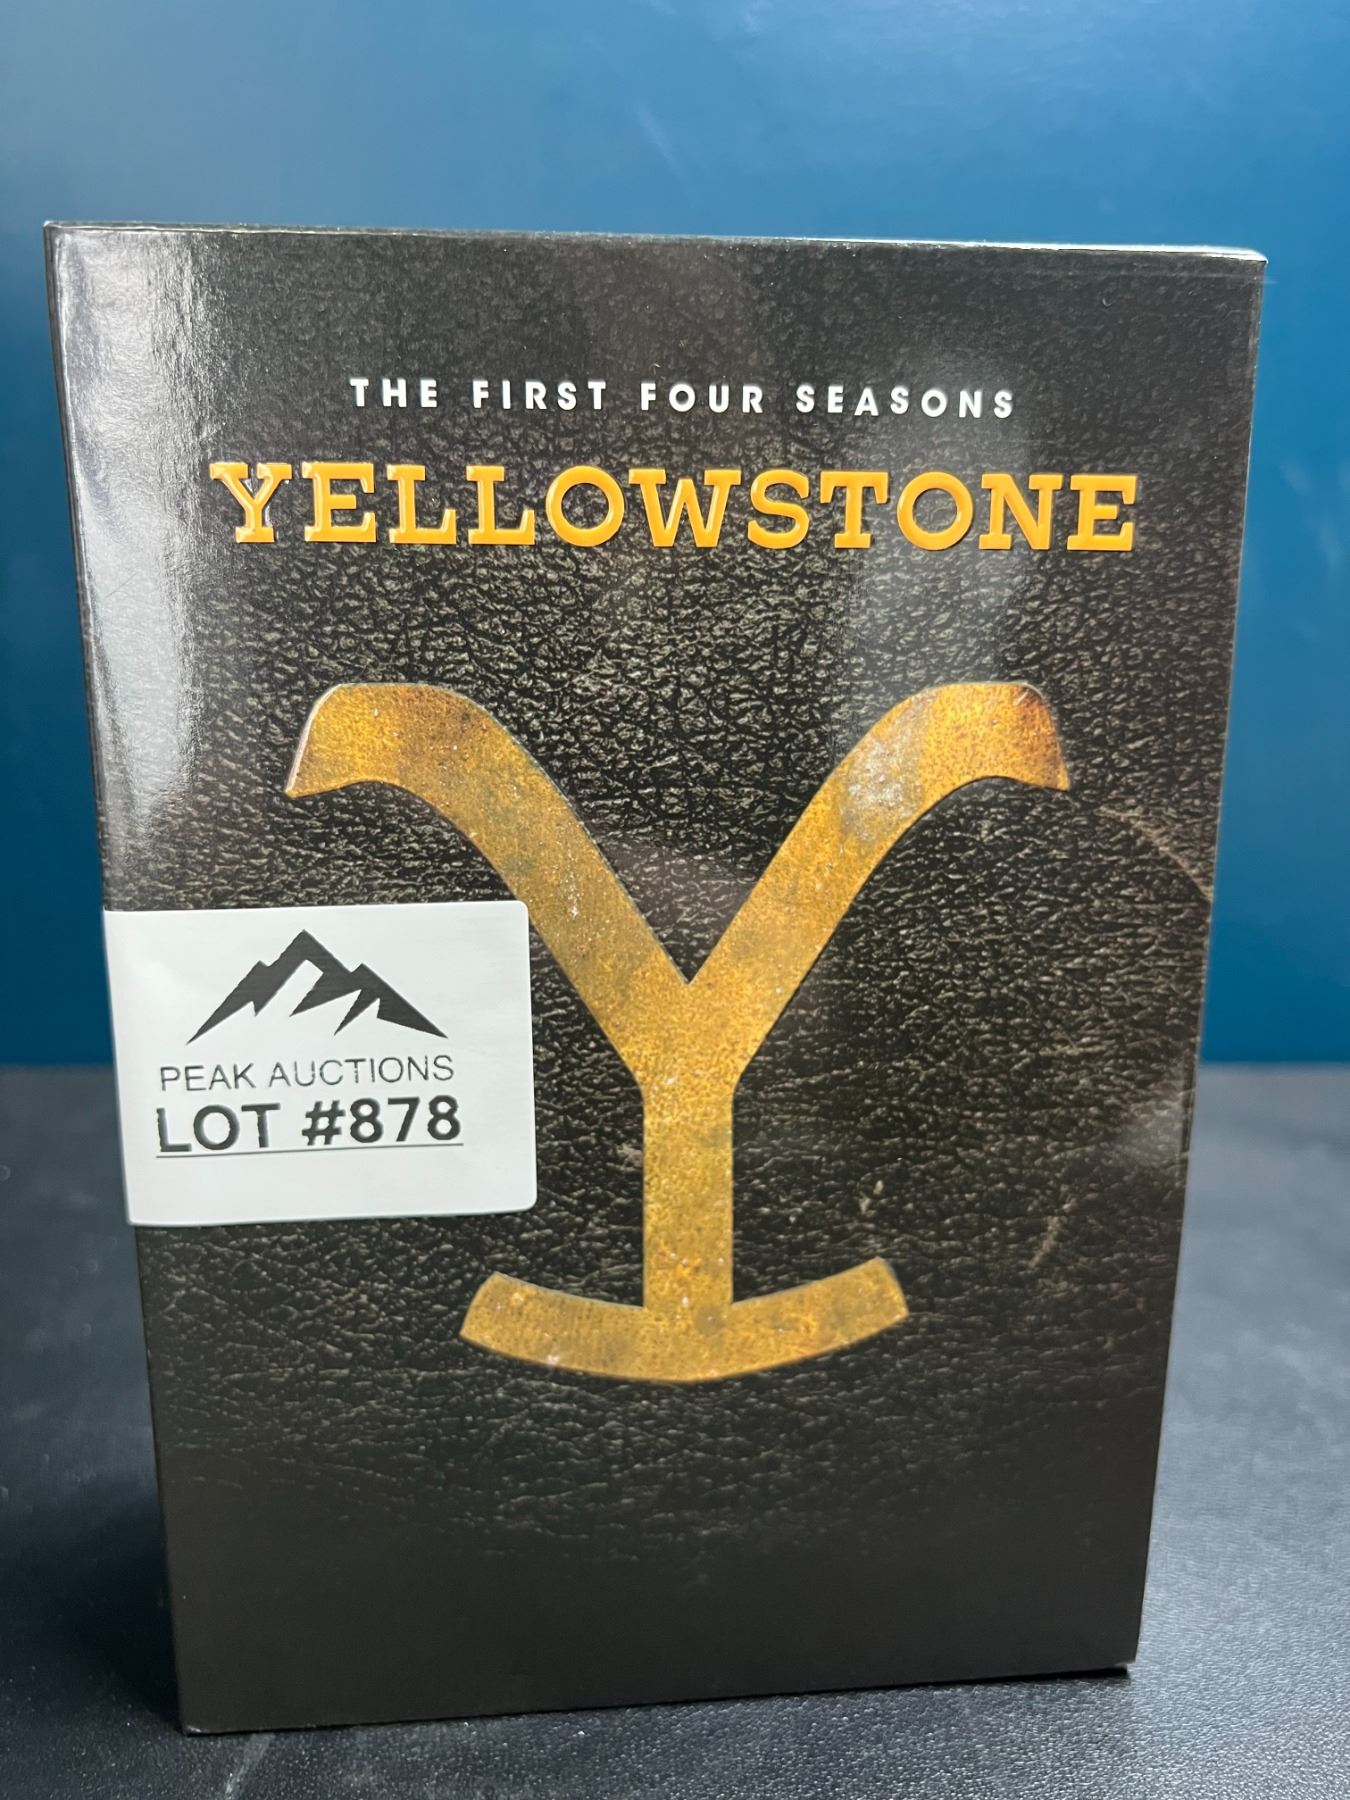 THE FIRST FOUR SEASONS
YELLOWSTONE
PEAK AUCTIONS
LOT #878